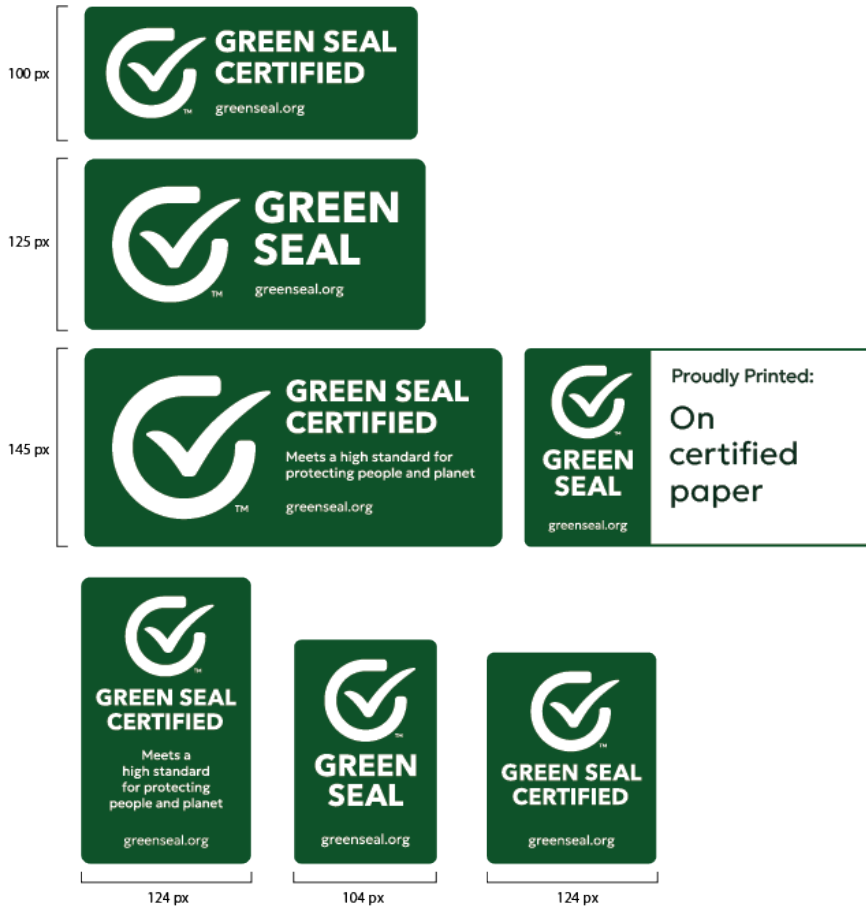 100 px
GREEN SEAL
CERTIFIED
greenseal.org
TM
125 px
GREEN
SEAL
greenseal.org
TM
145 px
GREEN SEAL
CERTIFIED
Meets a high standard for
protecting people and planet
greenseal.org
TM
TM
GREEN
SEAL
greenseal.org
Proudly Printed:
On
certified
paper
TM
GREEN SEAL
CERTIFIED
Meets a
high standard
for protecting
people and planet
greenseal.org
124 px
TM
GREEN
SEAL
greenseal.org
104 px
TM
GREEN SEAL
CERTIFIED
greenseal.org
124 px